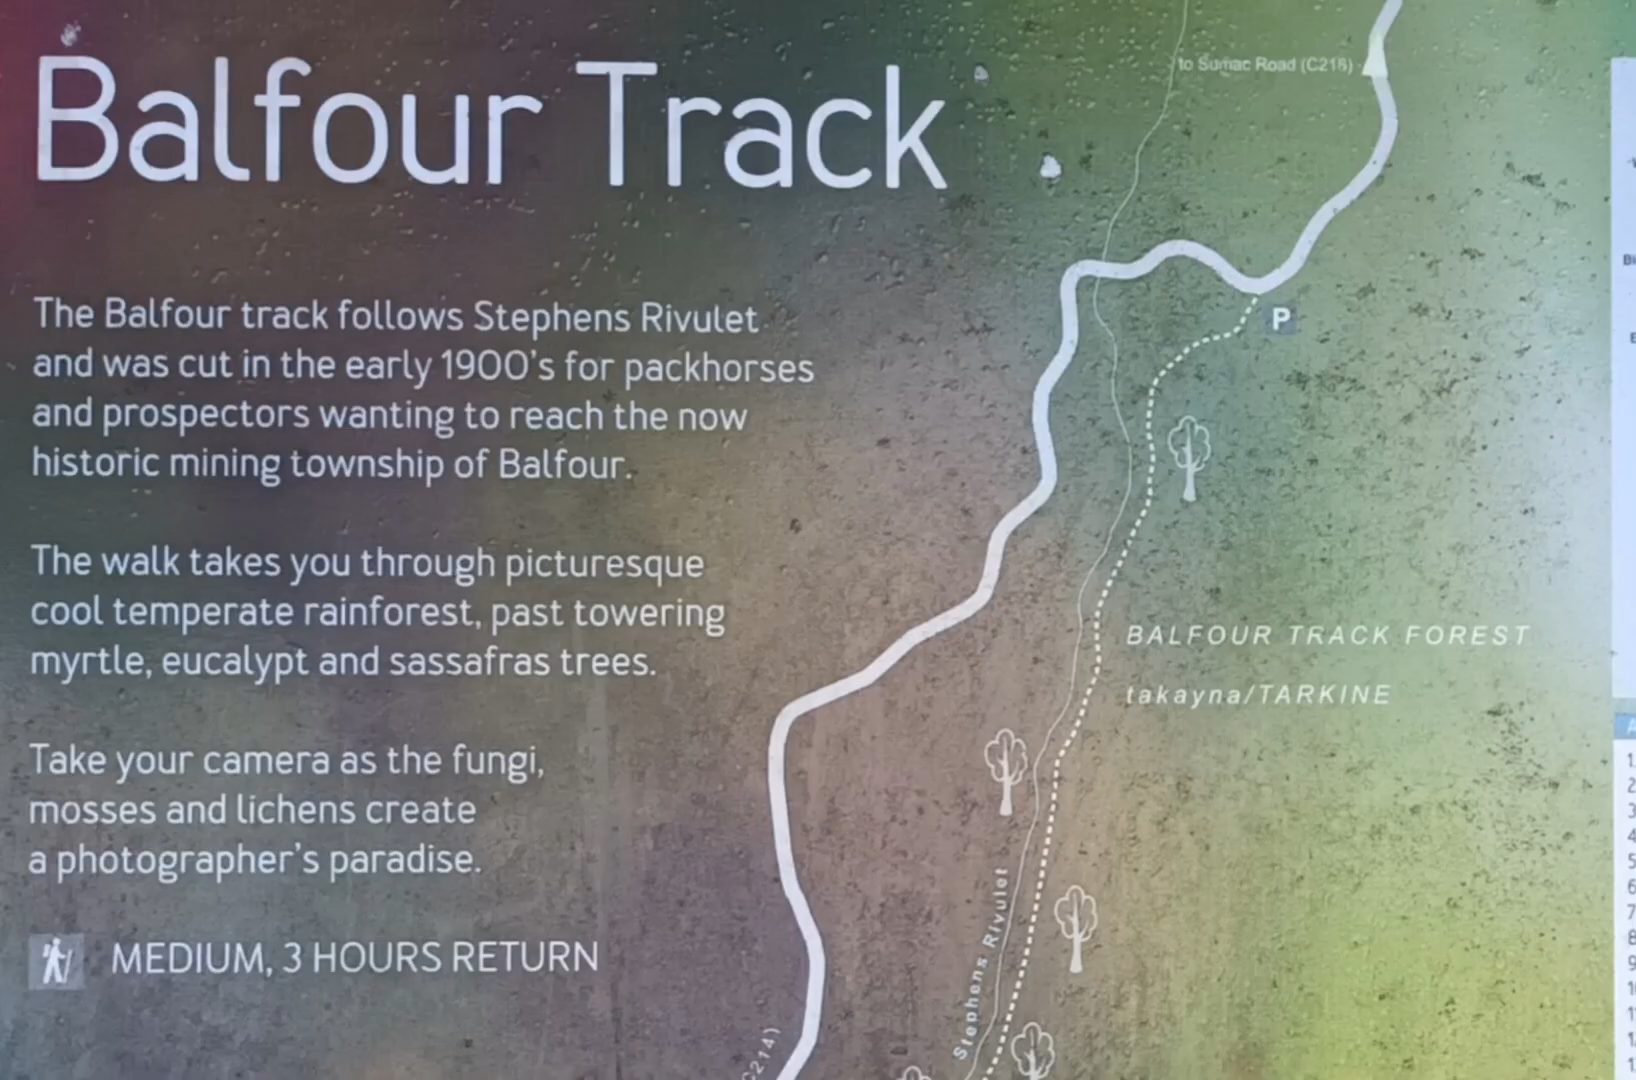 Balfour Track
The Balfour track follows Stephens Rivulet
and was cut in the early 1900's for packhorses
and prospectors wanting to reach the now
historic mining township of Balfour.
The walk takes you through picturesque
cool temperate rainforest, past towering
myrtle, eucalypt and sassafras trees.
Take your camera as the fungi,
mosses and lichens create
a photographer's paradise.
MEDIUM, 3 HOURS RETURN
to Sumac Road (C218)
P
BALFOUR TRACK FOREST
takayna/TARKINE
Stephens Rivulet
C214)